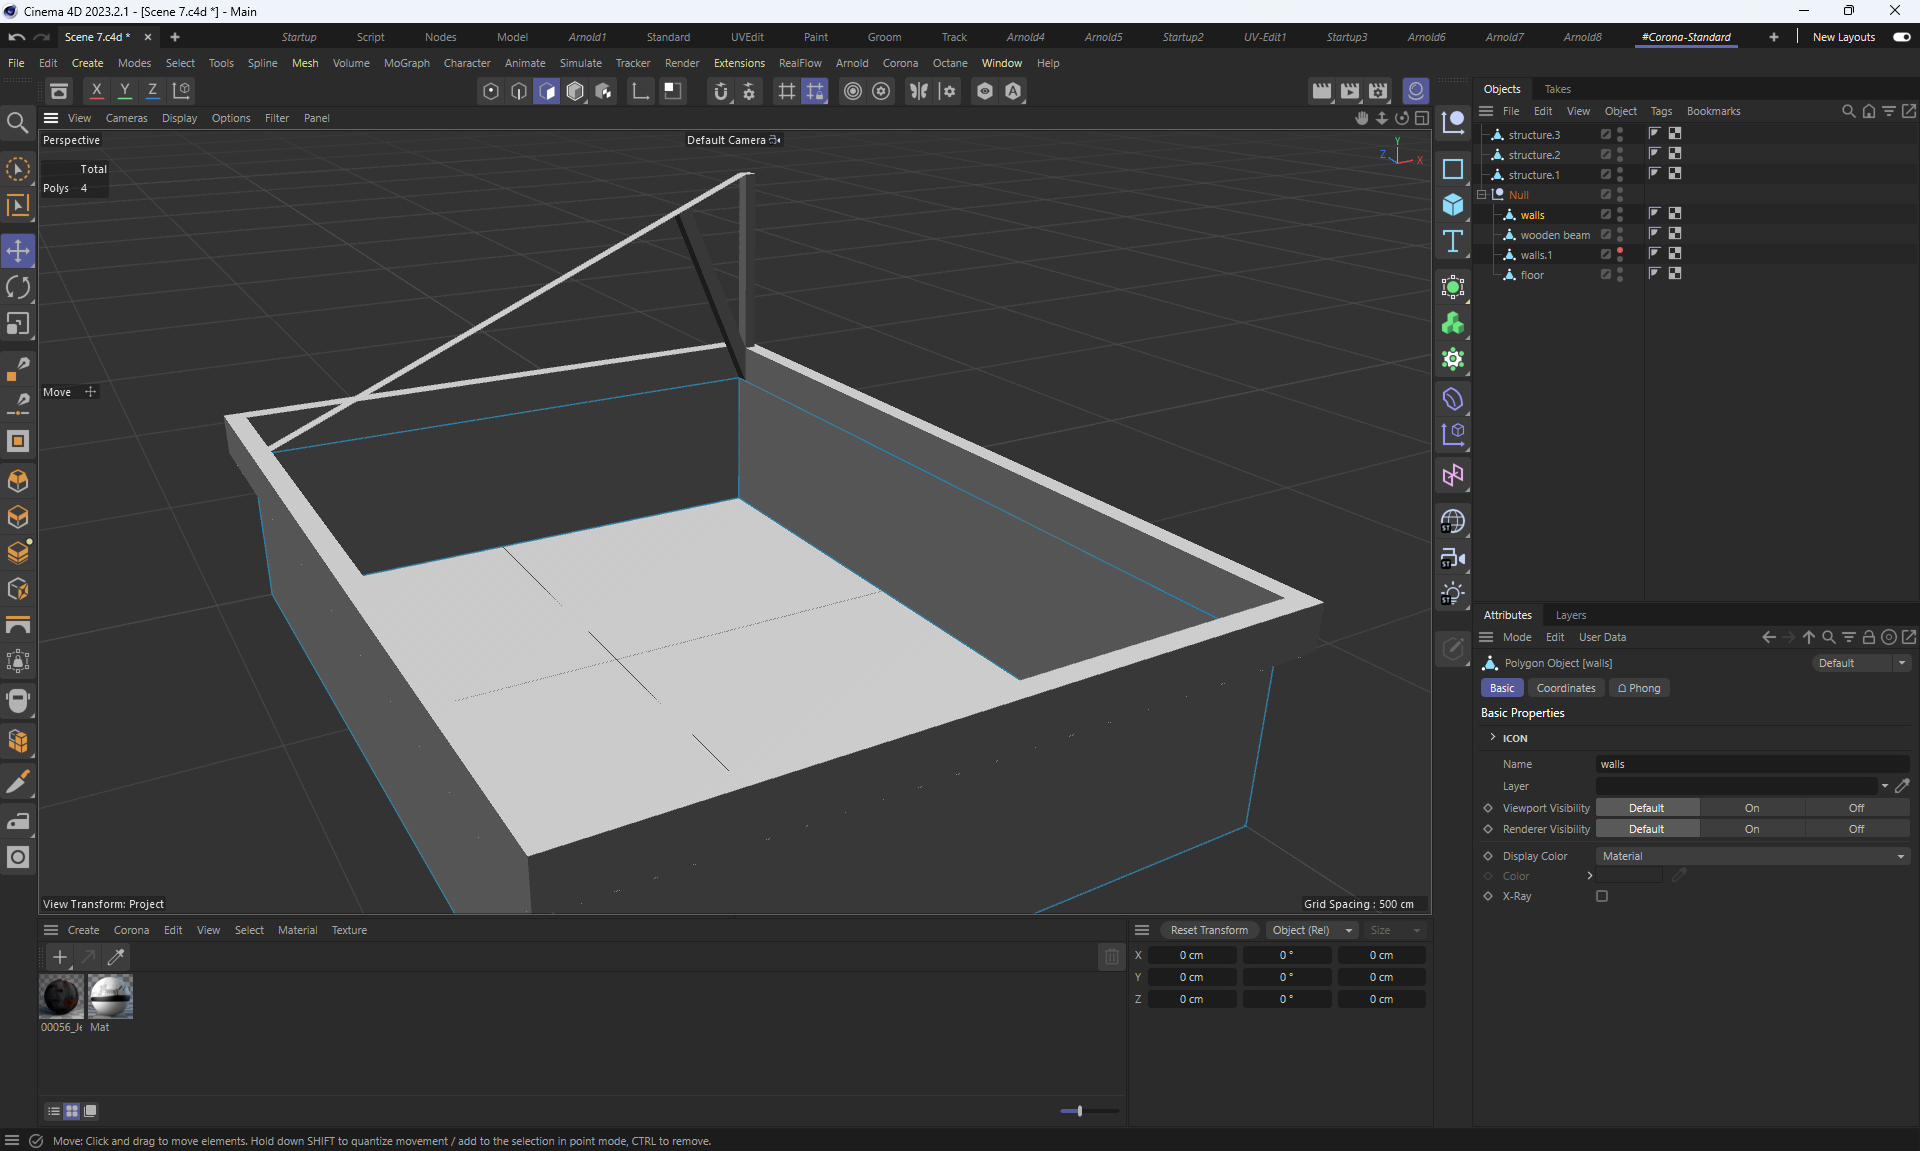 Cinema 4D 2023.2.1 - [Scene 7.c4d *] - Main
Scene 7.c4d * Startup Script Nodes Model Arnold1 Standard UVEdit Paint Groom Track Arnold4 Arnold5 Startup2 UV-Edit1 Startup3 Arnold6 Arnold7 Arnold8 #Corona-Standard New Layouts
File Edit Create Modes Select Tools Spline Mesh Volume MoGraph Character Animate Simulate Tracker Render Extensions RealFlow Arnold Corona Octane Window Help
X Y Z
Objects Takes
View Cameras Display Options Filter Panel
File Edit View Object Tags Bookmarks
Perspective
Default Camera
Y
Z X
Total
Polys 4
Move
View Transform: Project
Grid Spacing : 500 cm
structure.3
structure.2
structure.1
Null
walls
wooden beam
walls.1
floor
ST
ST
ST
Attributes Layers
Mode Edit User Data
Polygon Object [walls] Default
Basic Coordinates Phong
Basic Properties
ICON
Name walls
Layer
Viewport Visibility Default On Off
Renderer Visibility Default On Off
Display Color Material
Color
X-Ray
Create Corona Edit View Select Material Texture
00056_Je Mat
Reset Transform Object (Rel) Size
X 0 cm 0 ° 0 cm
Y 0 cm 0 ° 0 cm
Z 0 cm 0 ° 0 cm
Move: Click and drag to move elements. Hold down SHIFT to quantize movement / add to the selection in point mode, CTRL to remove.